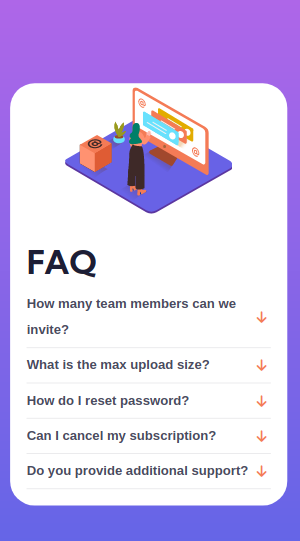 FAQ
How many team members can we
invite?
What is the max upload size?
How do I reset password?
Can I cancel my subscription?
Do you provide additional support?